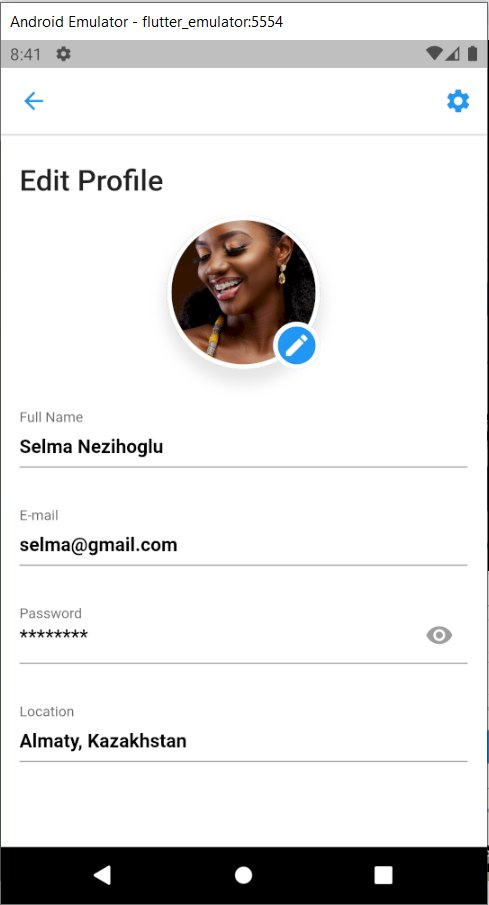 Android Emulator - flutter_emulator:5554
8:41
Edit Profile
Full Name
Selma Nezihoglu
E-mail
selma@gmail.com
Password
********
Location
Almaty, Kazakhstan